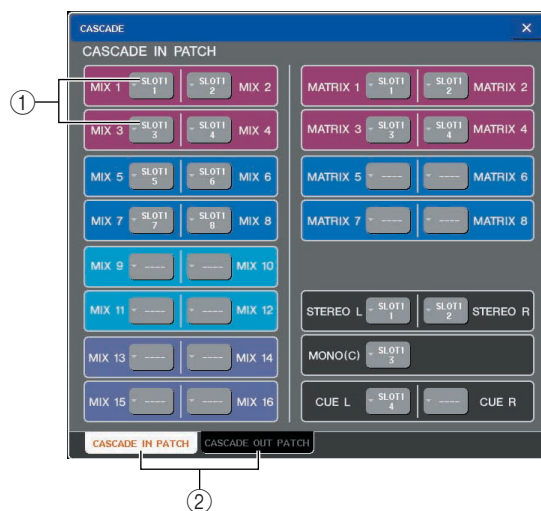 CASCADE
×
CASCADE IN PATCH
MIX 1 SLOT1 1 SLOT1 2 MIX 2
MIX 3 SLOT1 3 SLOT1 4 MIX 4
MIX 5 SLOT1 5 SLOT1 6 MIX 6
MIX 7 SLOT1 7 SLOT1 8 MIX 8
MIX 9 ---- ---- MIX 10
MIX 11 ---- ---- MIX 12
MIX 13 ---- ---- MIX 14
MIX 15 ---- ---- MIX 16
MATRIX 1 SLOT1 1 SLOT1 2 MATRIX 2
MATRIX 3 SLOT1 3 SLOT1 4 MATRIX 4
MATRIX 5 ---- ---- MATRIX 6
MATRIX 7 ---- ---- MATRIX 8
STEREO L SLOT1 1 SLOT1 2 STEREO R
MONO(C) SLOT1 3
CUE L SLOT1 4 ---- CUE R
CASCADE IN PATCH CASCADE OUT PATCH
①
②